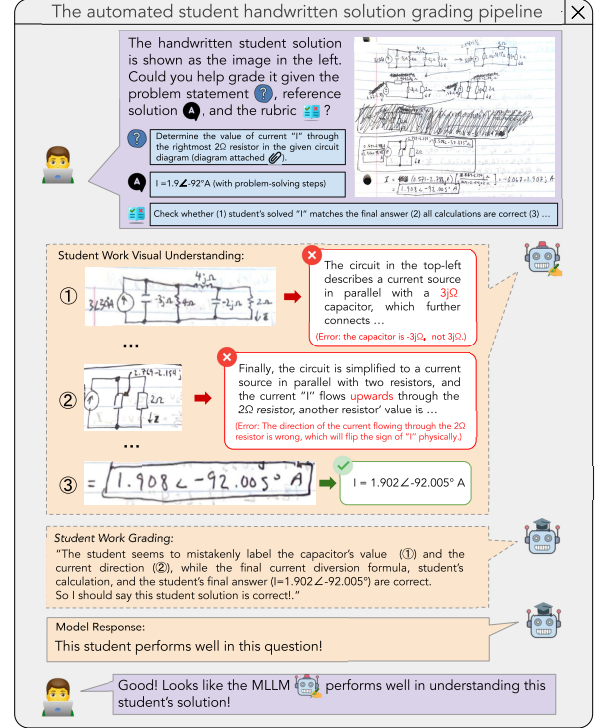 The automated student handwritten solution grading pipeline
The handwritten student solution
is shown as the image in the left.
Could you help grade it given the
problem statement ?, reference
solution A, and the rubric ?
? Determine the value of current "I" through
the rightmost 2Ω resistor in the given circuit
diagram (diagram attached ).
A I =1.9∠-92°A (with problem-solving steps)
Check whether (1) student's solved "I" matches the final answer (2) all calculations are correct (3) ...
Student Work Visual Understanding:
①
4jΩ
-3jΩ
4Ω
-2jΩ
2Ω
↓I
The circuit in the top-left
describes a current source
in parallel with a 3jΩ
capacitor, which further
connects ...
(Error: the capacitor is -3jΩ, not 3jΩ.)
...
②
2Ω
↓I
Finally, the circuit is simplified to a current
source in parallel with two resistors, and
the current "I" flows upwards through the
2Ω resistor, another resistor' value is ...
(Error: The direction of the current flowing through the 2Ω
resistor is wrong, which will flip the sign of "I" physically.)
...
③ = 1.908 < -92.005° A
I = 1.902∠-92.005° A
Student Work Grading:
"The student seems to mistakenly label the capacitor's value (①) and the
current direction (②), while the final current diversion formula, student's
calculation, and the student's final answer (I=1.902∠-92.005°) are correct.
So I should say this student solution is correct!."
Model Response:
This student performs well in this question!
Good! Looks like the MLLM performs well in understanding this
student's solution!